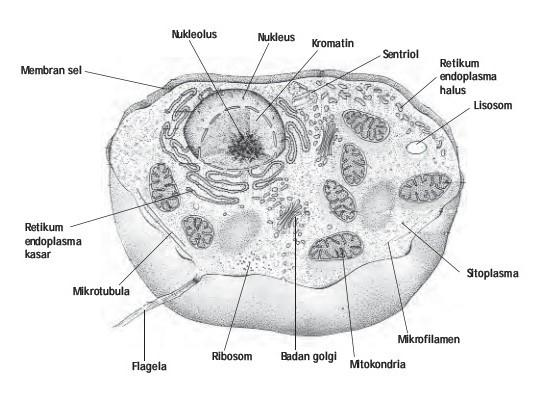 Nukleolus
Nukleus
Kromatin
Sentriol
Membran sel
Retikum
endoplasma
halus
Lisosom
Retikum
endoplasma
kasar
Mikrotubula
Sitoplasma
Flagela
Ribosom
Badan golgi
Mitokondria
Mikrofilamen